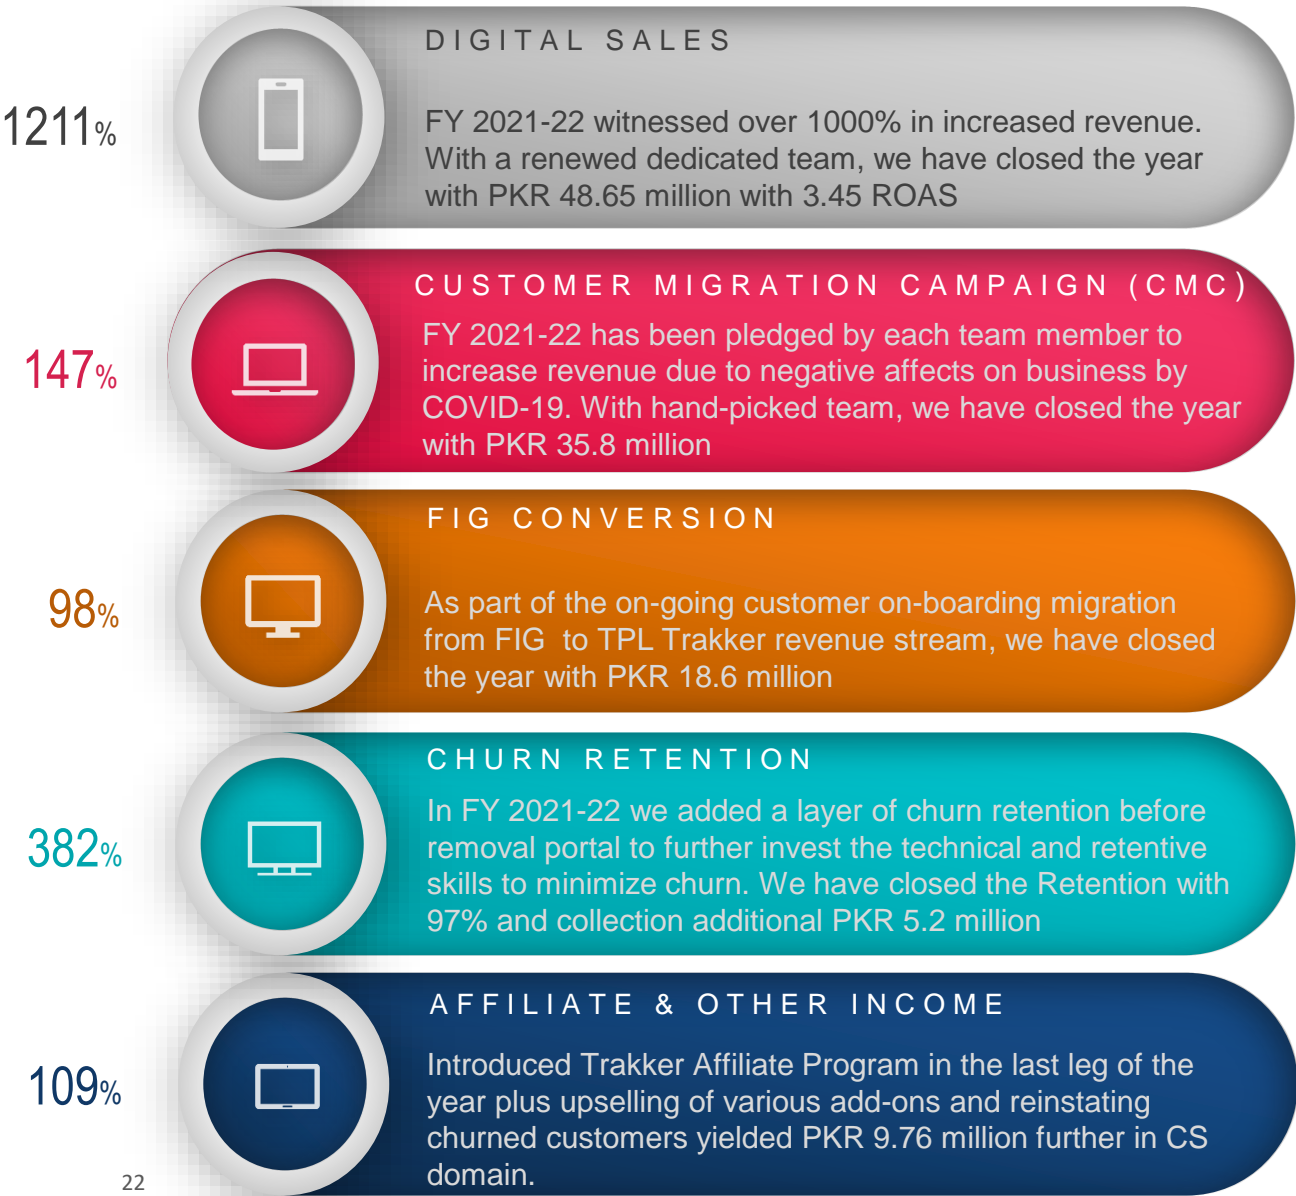 DIGITAL SALES
1211%
FY 2021-22 witnessed over 1000% in increased revenue.
With a renewed dedicated team, we have closed the year
with PKR 48.65 million with 3.45 ROAS
CUSTOMER MIGRATION CAMPAIGN (CMC)
147%
FY 2021-22 has been pledged by each team member to
increase revenue due to negative affects on business by
COVID-19. With hand-picked team, we have closed the year
with PKR 35.8 million
FIG CONVERSION
98%
As part of the on-going customer on-boarding migration
from FIG  to TPL Trakker revenue stream, we have closed
the year with PKR 18.6 million
CHURN RETENTION
382%
In FY 2021-22 we added a layer of churn retention before
removal portal to further invest the technical and retentive
skills to minimize churn. We have closed the Retention with
97% and collection additional PKR 5.2 million
AFFILIATE & OTHER INCOME
109%
Introduced Trakker Affiliate Program in the last leg of the
year plus upselling of various add-ons and reinstating
churned customers yielded PKR 9.76 million further in CS
domain.
22